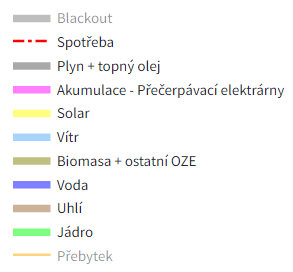 Blackout
Spotřeba
Plyn + topný olej
Akumulace - Přečerpávací elektrárny
Solar
Vítr
Biomasa + ostatní OZE
Voda
Uhlí
Jádro
Přebytek